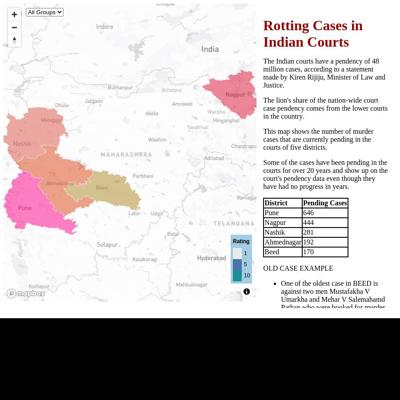 All Groups
Indore
India
Dhule
Jalgaon
Amravati
Nagpur
Akola
Wardha
Yavatmal
Hinganghat
Chandrapur
Nashik
MAHARASHTRA
Adilabad
Parbhani
Beed
Ahmednagar
Pune
Latur
Udgir
Nizamabad
TELANGANA
Solapur
Hyderabad
Kalaburagi
Kolhapur
Mahbubnagar
mapbox
Rating
1
5
10
Rotting Cases in
Indian Courts
The Indian courts have a pendency of 48
million cases, according to a statement
made by Kiren Rijiju, Minister of Law and
Justice.
The lion's share of the nation-wide court
case pendency comes from the lower courts
in the country.
This map shows the number of murder
cases that are currently pending in the
courts of five districts.
Some of the cases have been pending in the
courts for over 20 years and show up on the
court's pendency data even though they
have had no progress in years.
District Pending Cases
Pune 646
Nagpur 444
Nashik 281
Ahmednagar 192
Beed 170
OLD CASE EXAMPLE
One of the oldest case in BEED is
against two men Mustafakha V
Umarkha and Mehar V Salemahamd
Pathan who were booked for murder